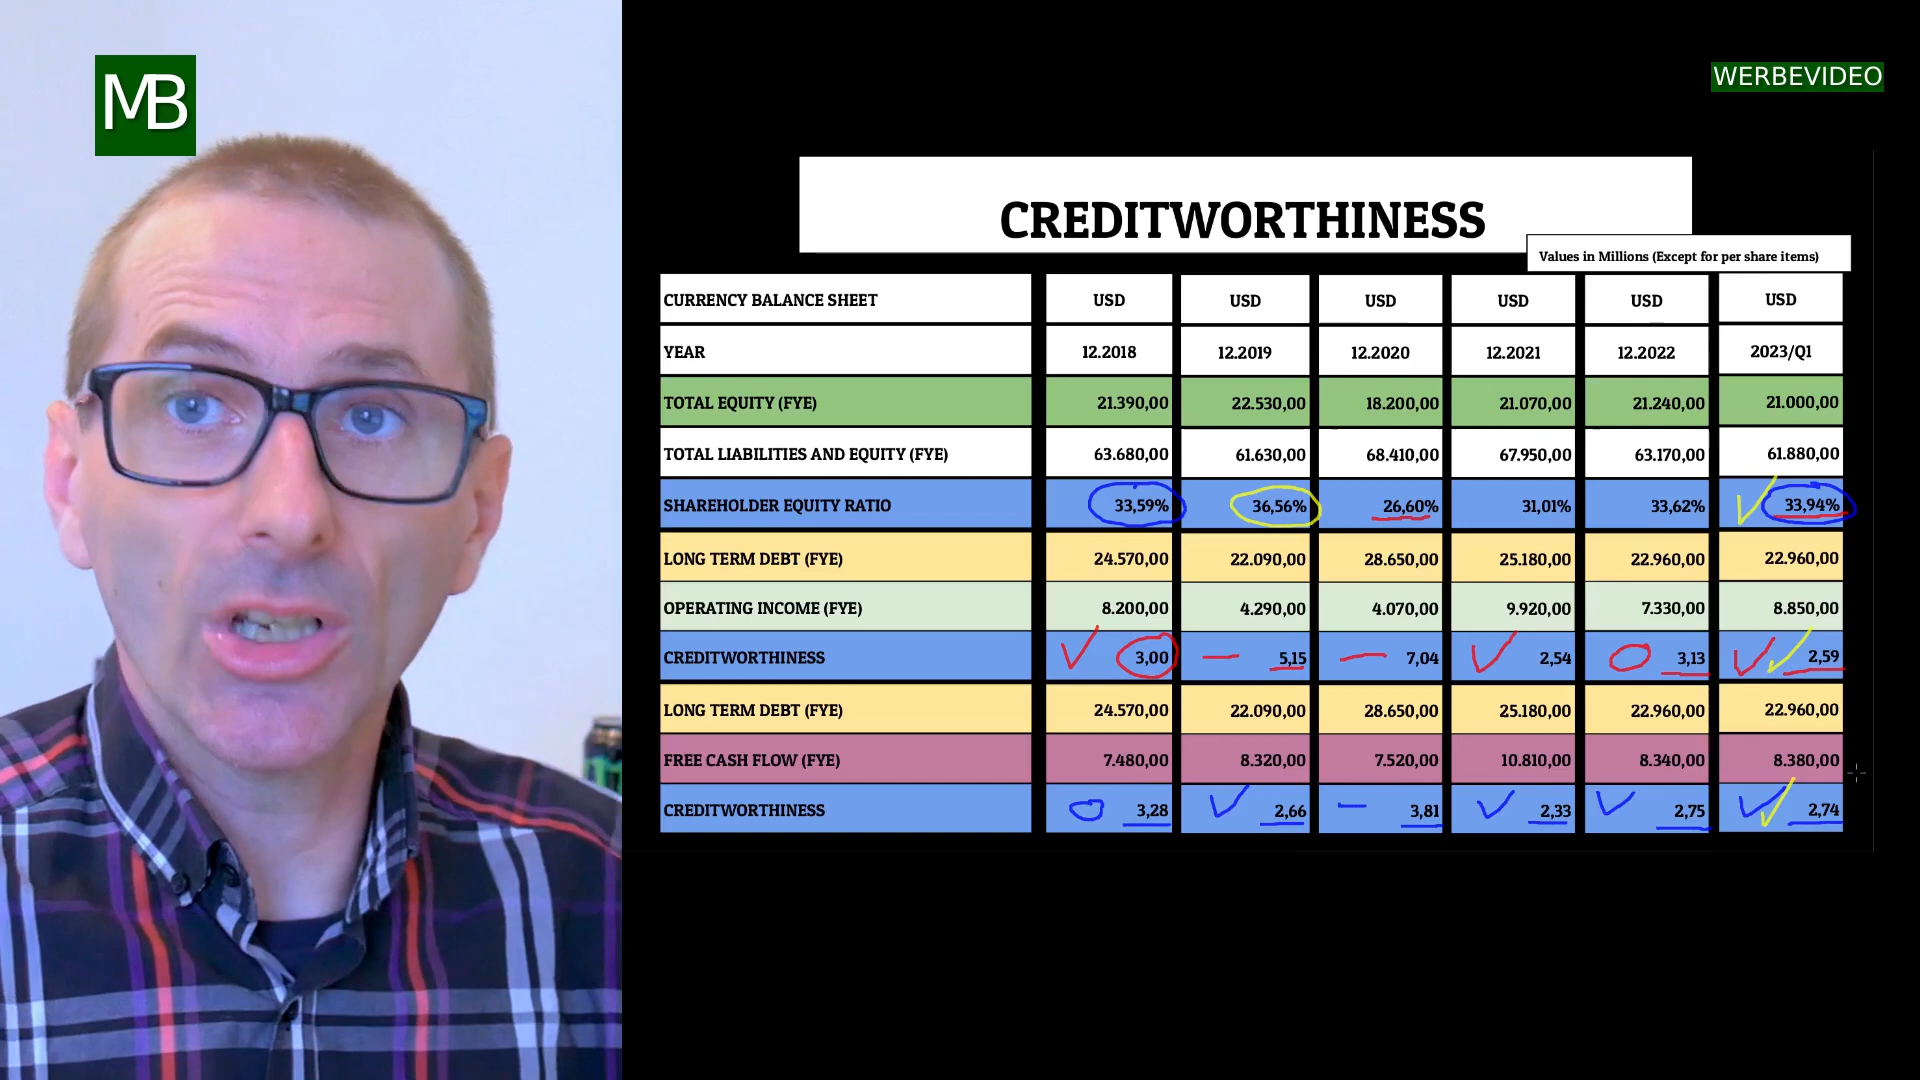 MB
WERBEVIDEO
CREDITWORTHINESS
Values in Millions (Except for per share items)
CURRENCY BALANCE SHEET USD USD USD USD USD USD
YEAR 12.2018 12.2019 12.2020 12.2021 12.2022 2023/Q1
TOTAL EQUITY (FYE) 21.390,00 22.530,00 18.200,00 21.070,00 21.240,00 21.000,00
TOTAL LIABILITIES AND EQUITY (FYE) 63.680,00 61.630,00 68.410,00 67.950,00 63.170,00 61.880,00
SHAREHOLDER EQUITY RATIO 33,59% 36,56% 26,60% 31,01% 33,62% 33,94%
LONG TERM DEBT (FYE) 24.570,00 22.090,00 28.650,00 25.180,00 22.960,00 22.960,00
OPERATING INCOME (FYE) 8.200,00 4.290,00 4.070,00 9.920,00 7.330,00 8.850,00
CREDITWORTHINESS 3,00 5,15 7,04 2,54 3,13 2,59
LONG TERM DEBT (FYE) 24.570,00 22.090,00 28.650,00 25.180,00 22.960,00 22.960,00
FREE CASH FLOW (FYE) 7.480,00 8.320,00 7.520,00 10.810,00 8.340,00 8.380,00
CREDITWORTHINESS 3,28 2,66 3,81 2,33 2,75 2,74